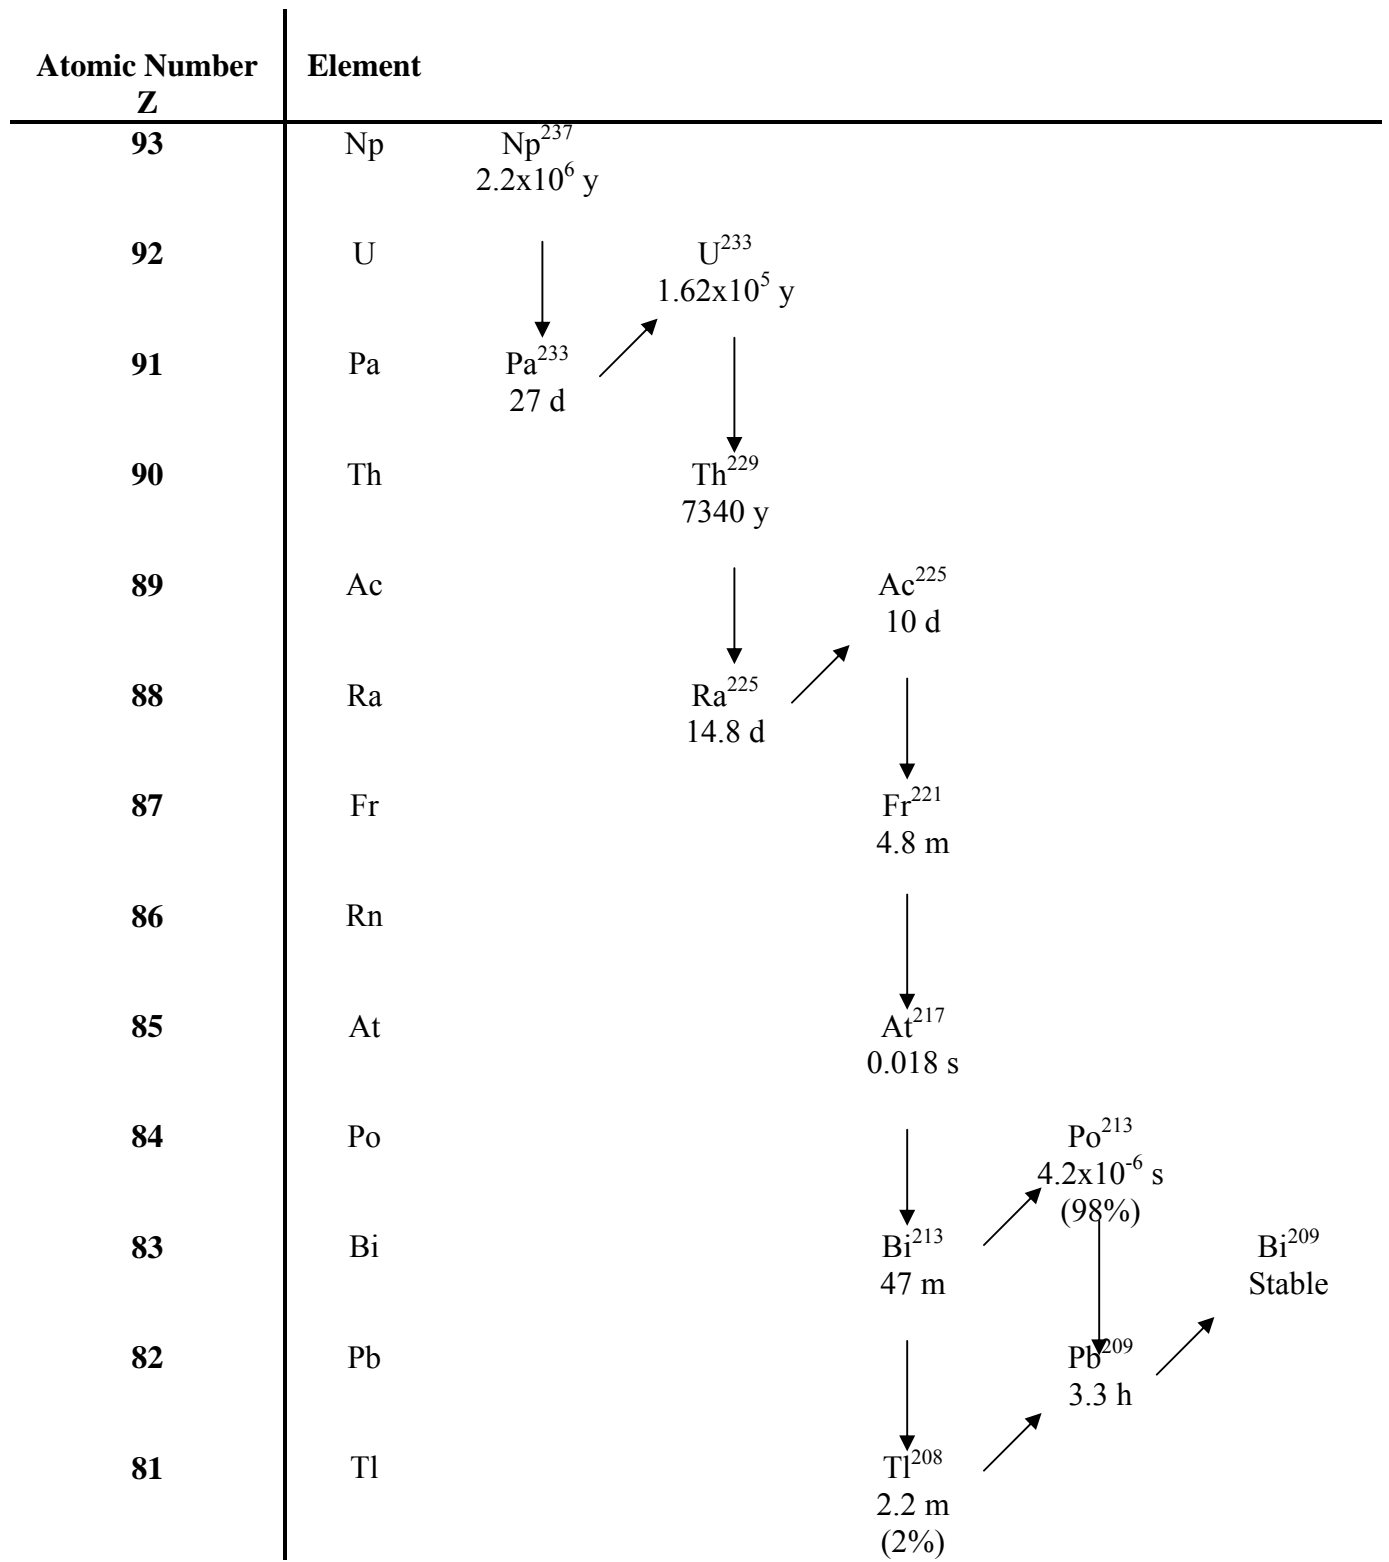 Atomic Number Element
Z
93 Np Np²³⁷
2.2x10⁶ y
92 U U²³³
1.62x10⁵ y
91 Pa Pa²³³
27 d
90 Th Th²²⁹
7340 y
89 Ac Ac²²⁵
10 d
88 Ra Ra²²⁵
14.8 d
87 Fr Fr²²¹
4.8 m
86 Rn
85 At At²¹⁷
0.018 s
84 Po Po²¹³
4.2x10⁻⁶ s
(98%)
83 Bi Bi²¹³ Bi²⁰⁹
47 m Stable
82 Pb Pb²⁰⁹
3.3 h
81 Tl Tl²⁰⁸
2.2 m
(2%)